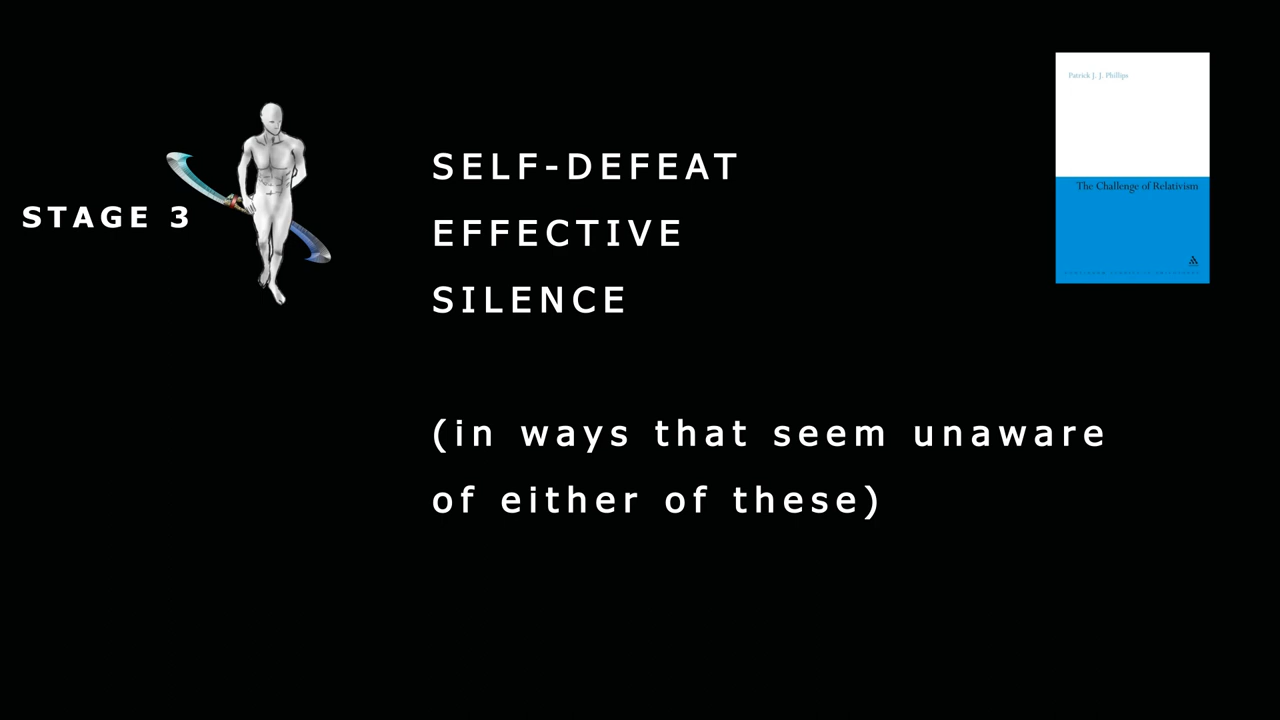 STAGE 3
SELF-DEFEAT
EFFECTIVE
SILENCE
(in ways that seem unaware
of either of these)
Patrick J. J. Phillips
The Challenge of Relativism